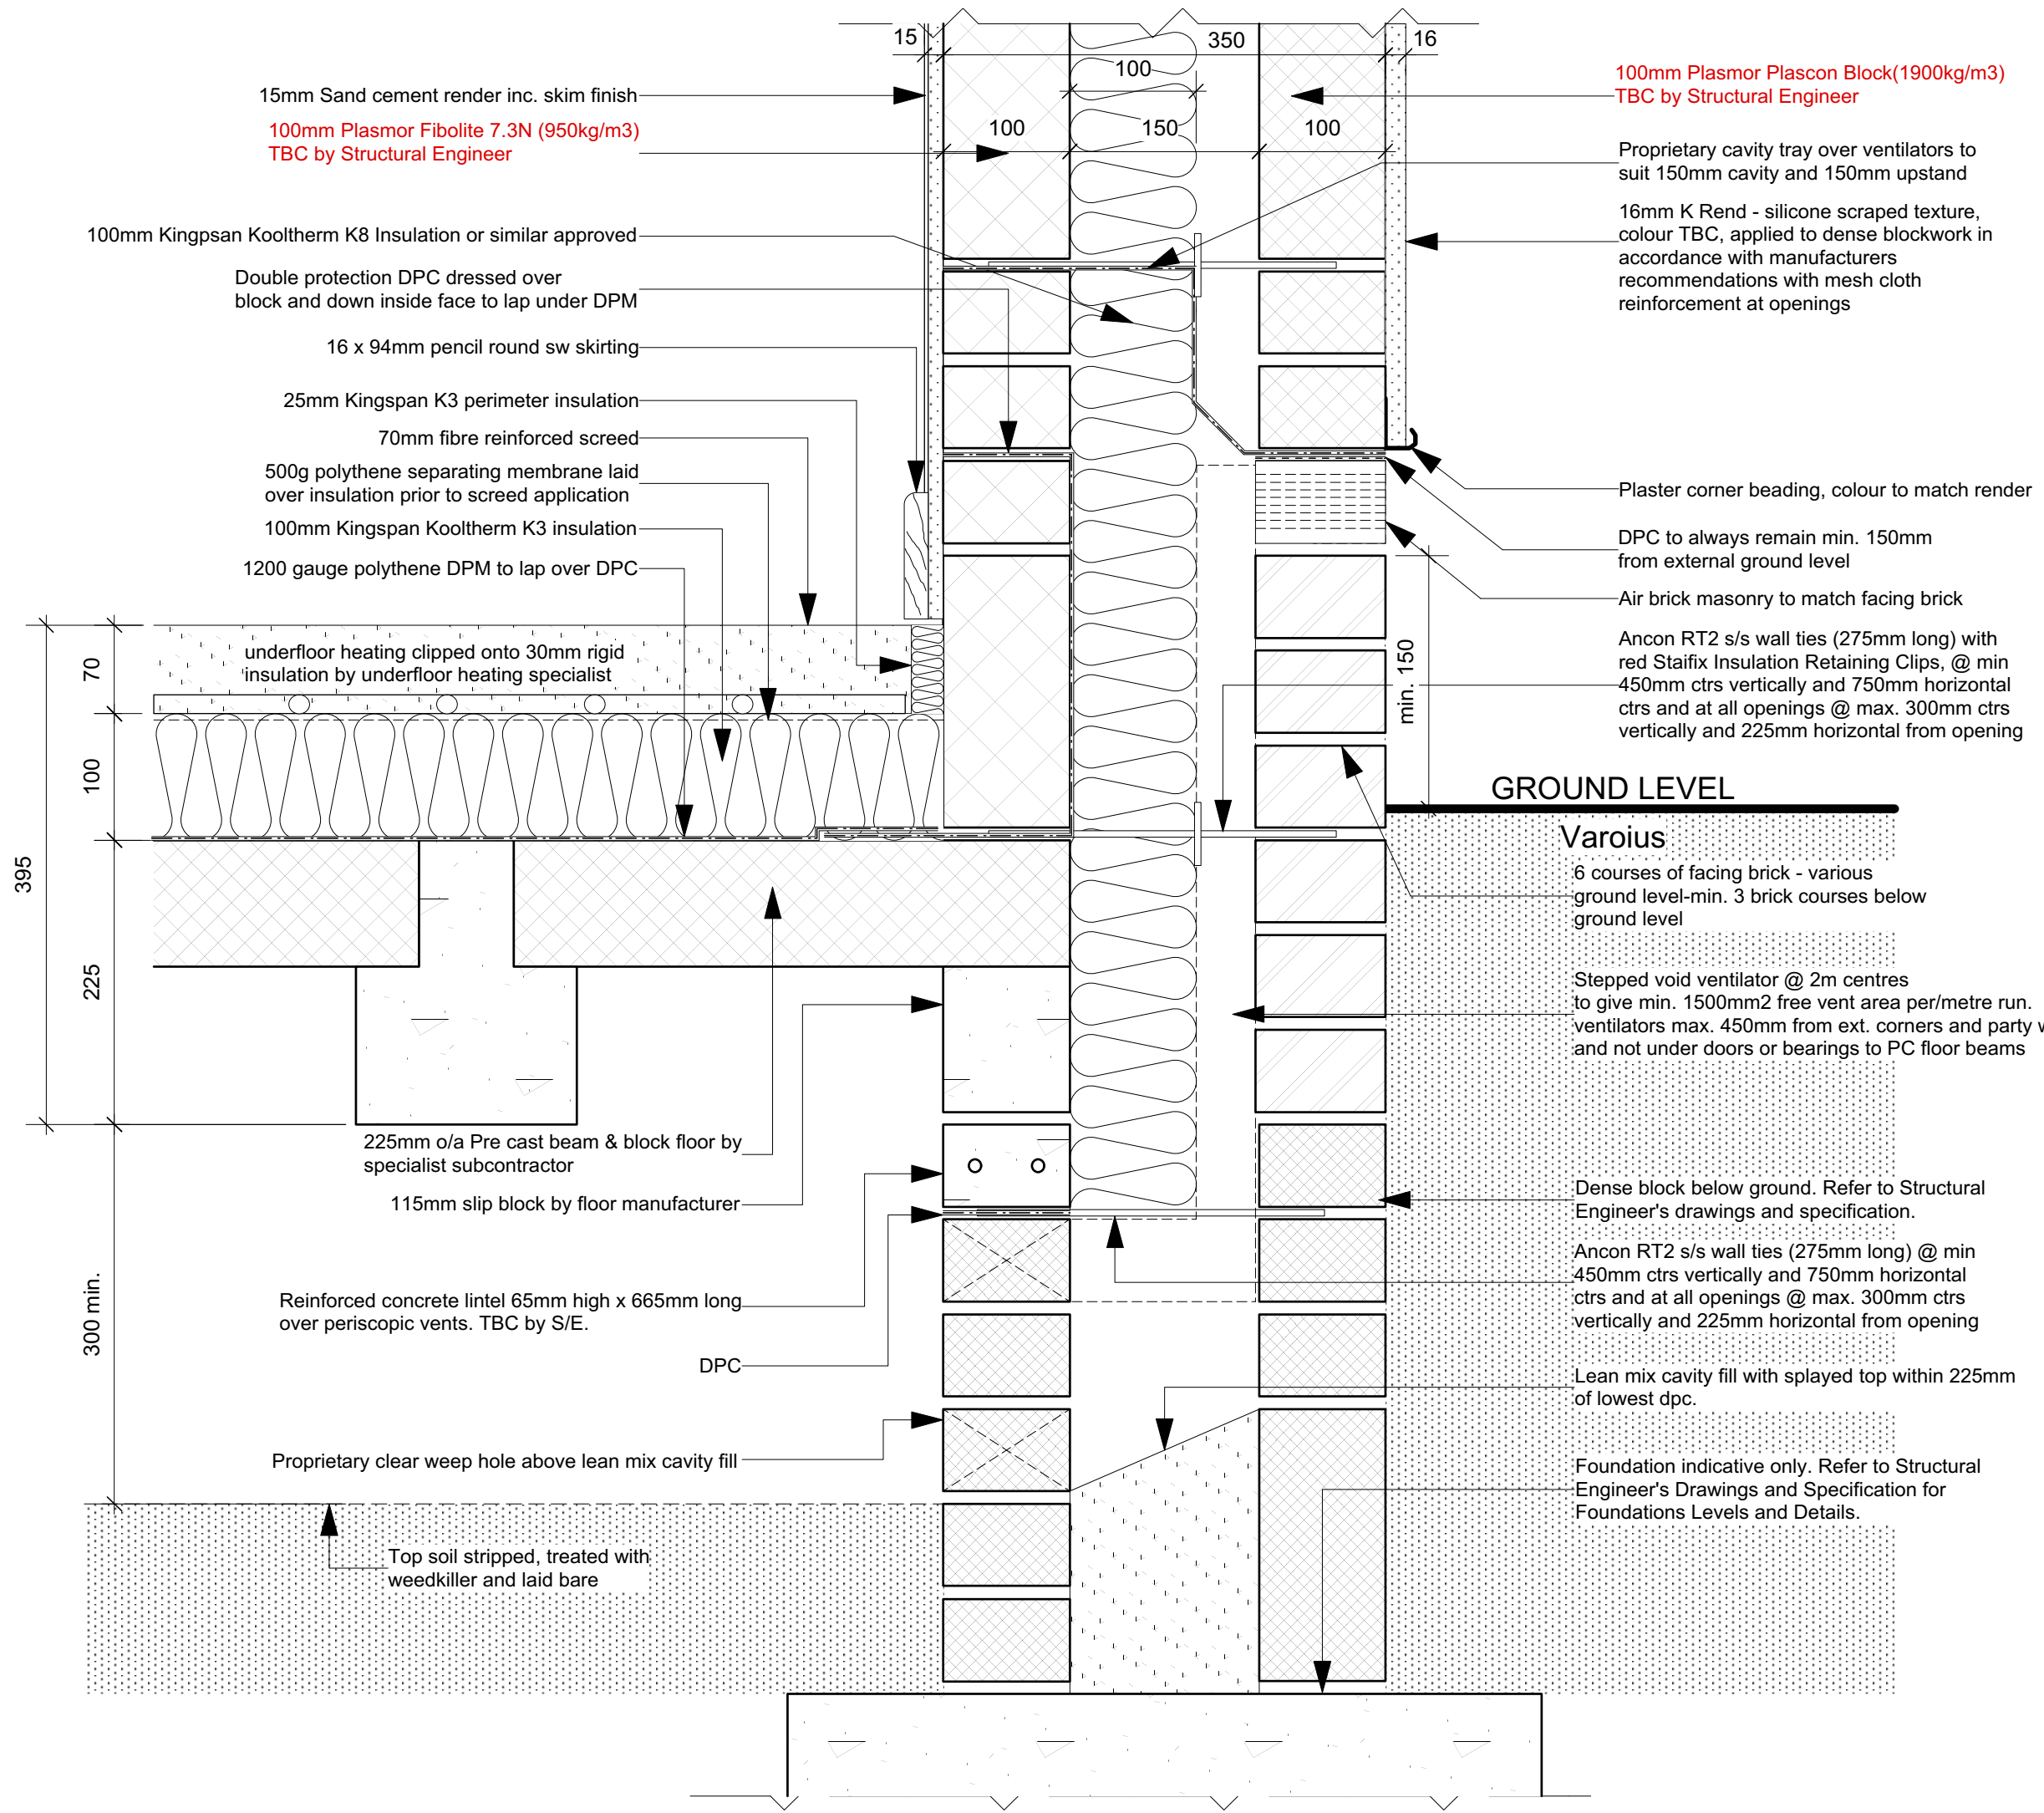 15
350
16
100
100
150
100
15mm Sand cement render inc. skim finish
100mm Plasmor Fibolite 7.3N (950kg/m3)
TBC by Structural Engineer
100mm Kingpsan Kooltherm K8 Insulation or similar approved
Double protection DPC dressed over
block and down inside face to lap under DPM
16 x 94mm pencil round sw skirting
25mm Kingspan K3 perimeter insulation
70mm fibre reinforced screed
500g polythene separating membrane laid
over insulation prior to screed application
100mm Kingspan Kooltherm K3 insulation
1200 gauge polythene DPM to lap over DPC
underfloor heating clipped onto 30mm rigid
insulation by underfloor heating specialist
70
100
395
225
300 min.
225mm o/a Pre cast beam & block floor by
specialist subcontractor
115mm slip block by floor manufacturer
Reinforced concrete lintel 65mm high x 665mm long
over periscopic vents. TBC by S/E.
DPC
Proprietary clear weep hole above lean mix cavity fill
Top soil stripped, treated with
weedkiller and laid bare
100mm Plasmor Plascon Block(1900kg/m3)
TBC by Structural Engineer
Proprietary cavity tray over ventilators to
suit 150mm cavity and 150mm upstand
16mm K Rend - silicone scraped texture,
colour TBC, applied to dense blockwork in
accordance with manufacturers
recommendations with mesh cloth
reinforcement at openings
Plaster corner beading, colour to match render
DPC to always remain min. 150mm
from external ground level
Air brick masonry to match facing brick
min. 150
Ancon RT2 s/s wall ties (275mm long) with
red Staifix Insulation Retaining Clips, @ min
450mm ctrs vertically and 750mm horizontal
ctrs and at all openings @ max. 300mm ctrs
vertically and 225mm horizontal from opening
GROUND LEVEL
Varoius
6 courses of facing brick - various
ground level-min. 3 brick courses below
ground level
Stepped void ventilator @ 2m centres
to give min. 1500mm2 free vent area per/metre run.
ventilators max. 450mm from ext. corners and party
and not under doors or bearings to PC floor beams
Dense block below ground. Refer to Structural
Engineer's drawings and specification.
Ancon RT2 s/s wall ties (275mm long) @ min
450mm ctrs vertically and 750mm horizontal
ctrs and at all openings @ max. 300mm ctrs
vertically and 225mm horizontal from opening
Lean mix cavity fill with splayed top within 225mm
of lowest dpc.
Foundation indicative only. Refer to Structural
Engineer's Drawings and Specification for
Foundations Levels and Details.